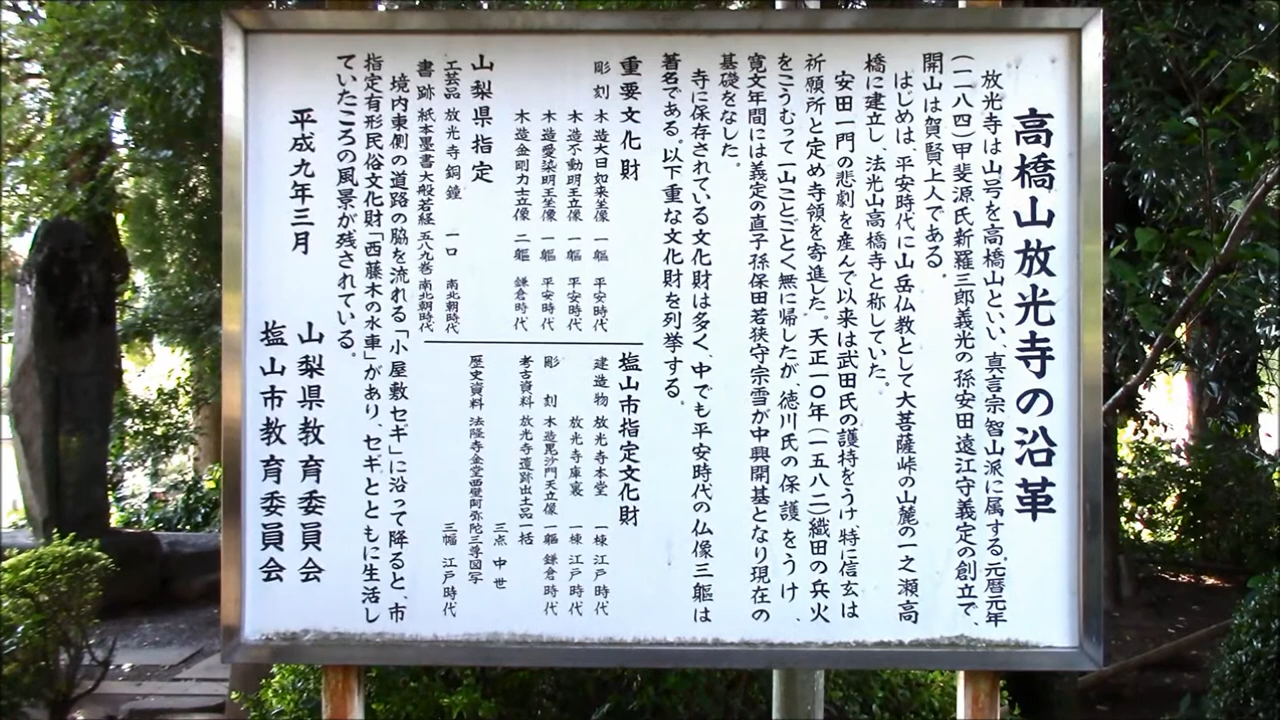 高橋山放光寺の沿革
放光寺は山号を高橋山といい、真言宗智山派に属する。元暦元年
(一一八四)甲斐源氏新羅三郎義光の孫安田遠江守義定の創立で、
開山は賀賢上人である。
はじめは、平安時代に山岳仏教として大菩薩峠の山麓の一之瀬高
橋に建立し、法光山高橋寺と称していた。
安田一門の悲劇を産んで以来は武田氏の護持をうけ、特に信玄は
祈願所と定め寺領を寄進した。天正一〇年(一五八二)織田の兵火
をこうむって一山ことごとく無に帰したが、徳川氏の保護をうけ、
寛文年間には義定の直子孫保田若狭守宗雪が中興開基となり現在の
基礎をなした。
寺に保存されている文化財は多く、中でも平安時代の仏像三躯は
著名である。以下重な文化財を列挙する。
重要文化財
彫刻 木造大日如来坐像 一躯 平安時代
木造不動明王立像 一躯 平安時代
木造愛染明王坐像 一躯 平安時代
木造金剛力士立像 二躯 鎌倉時代
山梨県指定
工芸品 放光寺銅鐘 一口 南北朝時代
書跡 紙本墨書大般若経 五八九巻 南北朝時代
塩山市指定文化財
建造物 放光寺本堂 一棟 江戸時代
放光寺庫裏 一棟 江戸時代
彫刻 木造毘沙門天立像 一躯 鎌倉時代
考古資料 放光寺遺跡出土品一括
三点 中世
歴史資料 法隆寺金堂西壁阿弥陀三尊図写
三幅 江戸時代
境内東側の道路の脇を流れる「小屋敷セギ」に沿って降ると、市
指定有形民俗文化財「西藤木の水車」があり、セギとともに生活し
ていたころの風景が残されている。
平成九年三月
山梨県教育委員会
塩山市教育委員会